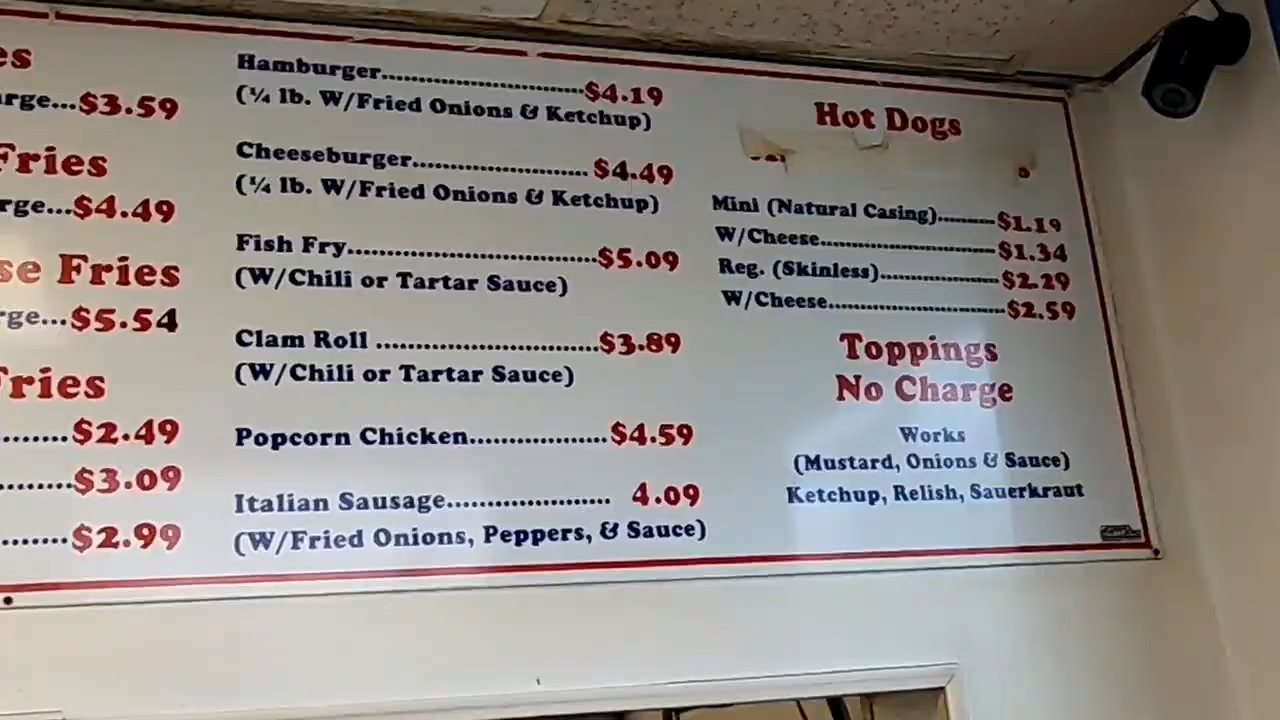 $3.59
Fries
$4.49
Fries
$5.54
Fries
........$2.49
........$3.09
........$2.99
Hamburger..............................$4.19
(¼ lb. W/Fried Onions & Ketchup)
Cheeseburger.......................... $4.49
(¼ lb. W/Fried Onions & Ketchup)
Fish Fry.....................................$5.09
(W/Chili or Tartar Sauce)
Clam Roll .................................$3.89
(W/Chili or Tartar Sauce)
Popcorn Chicken....................$4.59
Italian Sausage........................ 4.09
(W/Fried Onions, Peppers, & Sauce)
Hot Dogs
Mini (Natural Casing).........$1.19
W/Cheese.............................$1.34
Reg. (Skinless)...................$2.29
W/Cheese.............................$2.59
Toppings
No Charge
Works
(Mustard, Onions & Sauce)
Ketchup, Relish, Sauerkraut